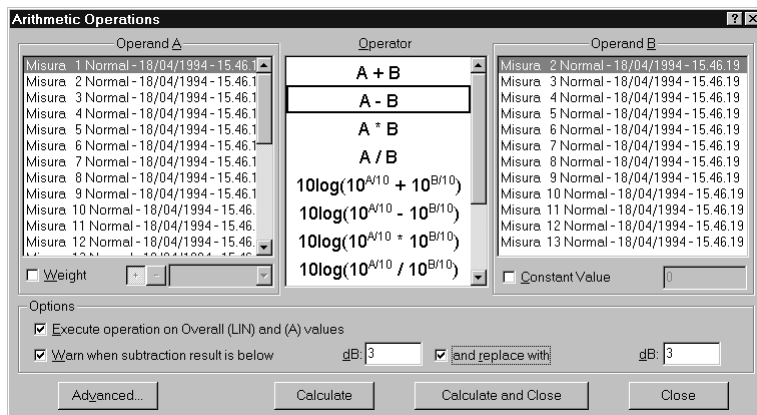 Arithmetic Operations
Operand A
Misura 1 Normal - 18/04/1994 - 15.46.1
Misura 2 Normal - 18/04/1994 - 15.46.1
Misura 3 Normal - 18/04/1994 - 15.46.1
Misura 4 Normal - 18/04/1994 - 15.46.1
Misura 5 Normal - 18/04/1994 - 15.46.1
Misura 6 Normal - 18/04/1994 - 15.46.1
Misura 7 Normal - 18/04/1994 - 15.46.1
Misura 8 Normal - 18/04/1994 - 15.46.1
Misura 9 Normal - 18/04/1994 - 15.46.1
Misura 10 Normal - 18/04/1994 - 15.46.
Misura 11 Normal - 18/04/1994 - 15.46.
Misura 12 Normal - 18/04/1994 - 15.46.
Weight
+ -
Operator
A + B
A - B
A * B
A / B
10log(10^A/10 + 10^B/10)
10log(10^A/10 - 10^B/10)
10log(10^A/10 * 10^B/10)
10log(10^A/10 / 10^B/10)
Operand B
Misura 2 Normal - 18/04/1994 - 15.46.19
Misura 3 Normal - 18/04/1994 - 15.46.19
Misura 4 Normal - 18/04/1994 - 15.46.19
Misura 5 Normal - 18/04/1994 - 15.46.19
Misura 6 Normal - 18/04/1994 - 15.46.19
Misura 7 Normal - 18/04/1994 - 15.46.19
Misura 8 Normal - 18/04/1994 - 15.46.19
Misura 9 Normal - 18/04/1994 - 15.46.19
Misura 10 Normal - 18/04/1994 - 15.46.19
Misura 11 Normal - 18/04/1994 - 15.46.19
Misura 12 Normal - 18/04/1994 - 15.46.19
Misura 13 Normal - 18/04/1994 - 15.46.19
Constant Value 0
Options
Execute operation on Overall (LIN) and (A) values
Warn when subtraction result is below dB: 3 and replace with dB: 3
Advanced... Calculate Calculate and Close Close